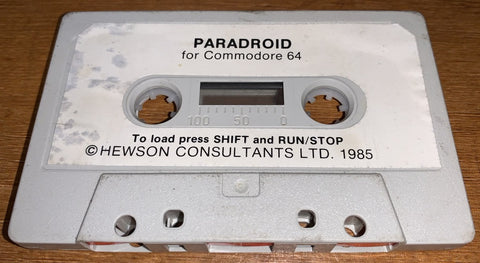 PARADROID
for Commodore 64
100 50 0
To load press SHIFT and RUN/STOP
©HEWSON CONSULTANTS LTD. 1985